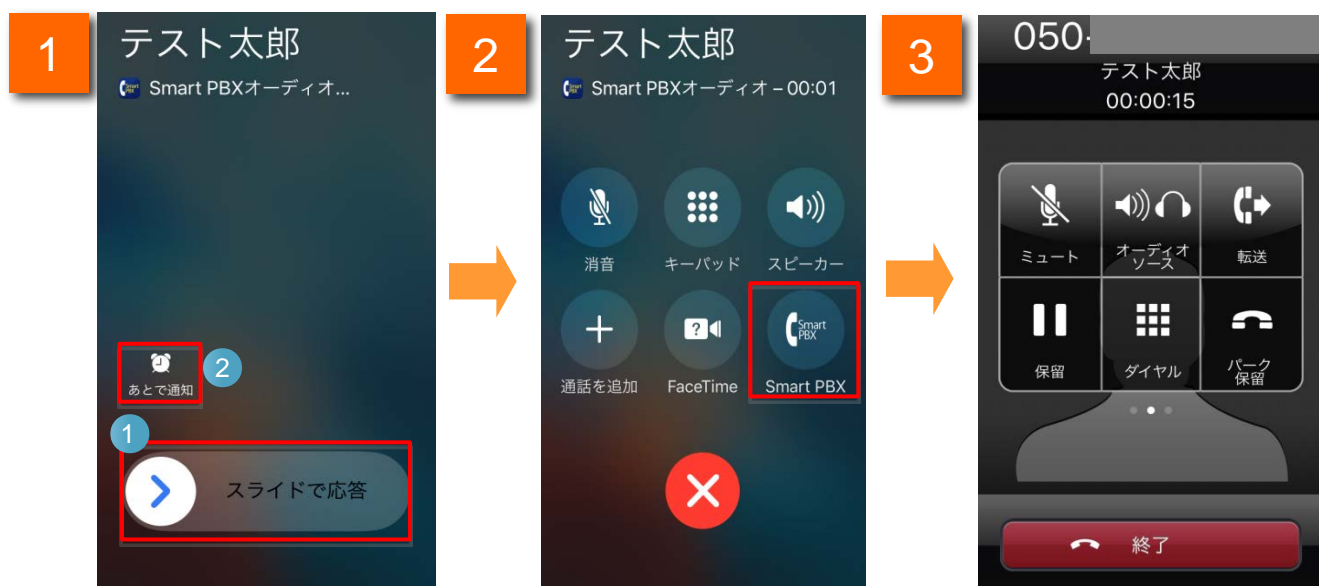 1
テスト太郎
Smart PBXオーディオ...
あとで通知
2
1
スライドで応答
2
テスト太郎
Smart PBXオーディオ – 00:01
消音
キーパッド
スピーカー
?
Smart
PBX
通話を追加
FaceTime
Smart PBX
3
050-
テスト太郎
00:00:15
ミュート
オーディオ
ソース
転送
保留
ダイヤル
パーク
保留
終了